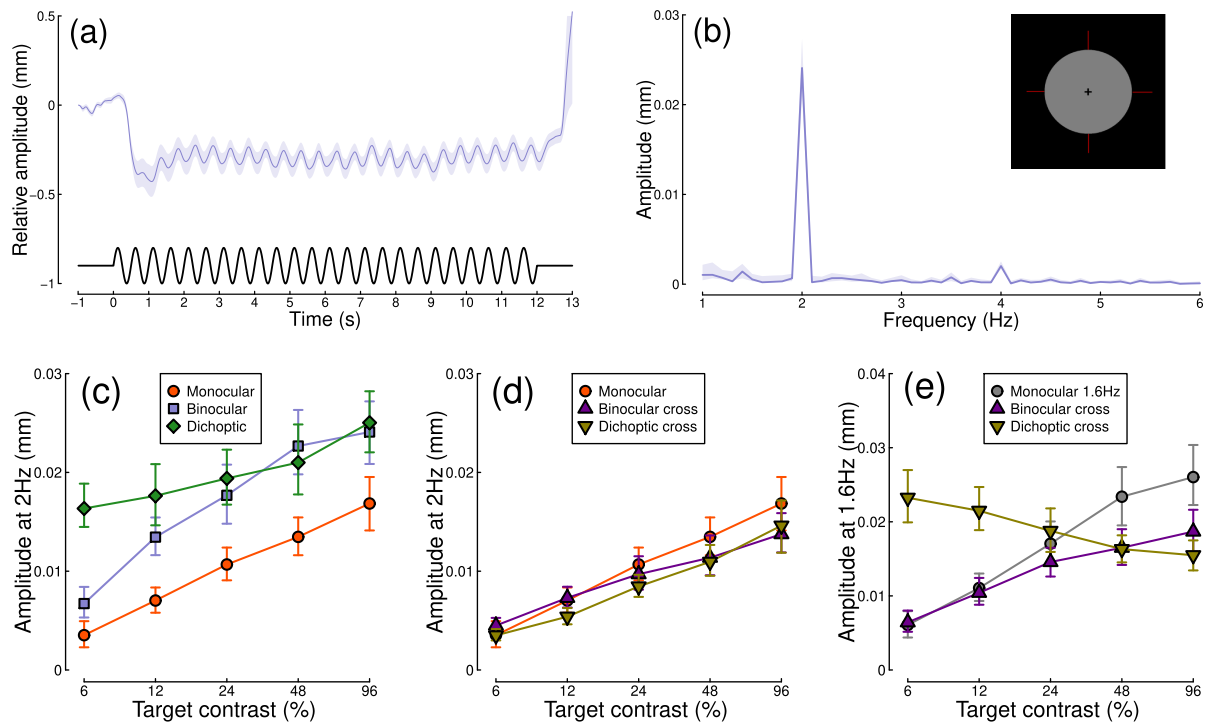 (a)
Relative amplitude (mm)
0.5
0
−0.5
−1
−1 0 1 2 3 4 5 6 7 8 9 10 11 12 13
Time (s)
(b)
Amplitude (mm)
0.03
0.02
0.01
0
1 2 3 4 5 6
Frequency (Hz)
(c)
Monocular
Binocular
Dichoptic
Amplitude at 2Hz (mm)
0.03
0.02
0.01
0
6 12 24 48 96
Target contrast (%)
(d)
Monocular
Binocular cross
Dichoptic cross
Amplitude at 2Hz (mm)
0.03
0.02
0.01
0
6 12 24 48 96
Target contrast (%)
(e)
Monocular 1.6Hz
Binocular cross
Dichoptic cross
Amplitude at 1.6Hz (mm)
0.04
0.03
0.02
0.01
0
6 12 24 48 96
Target contrast (%)